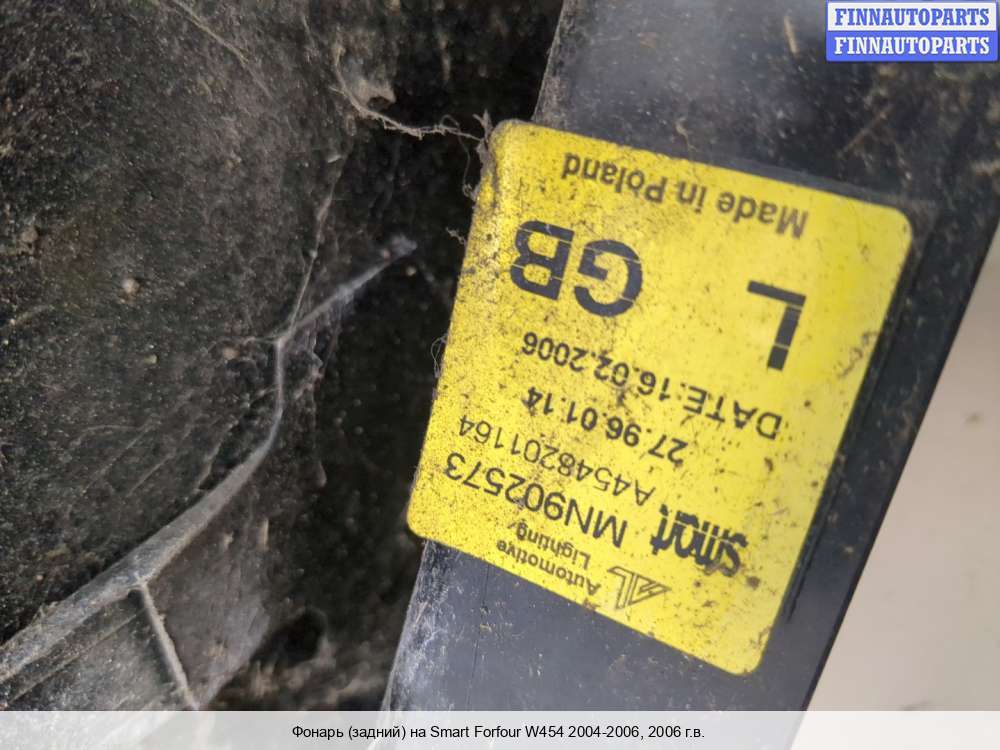 FINNAUTOPARTS
FINNAUTOPARTS
Automotive
Lighting
smart
MN902573
A4548201164
27.96.01.14
DATE:16.02.2006
L GB
Made in Poland
Фонарь (задний) на Smart Forfour W454 2004-2006, 2006 г.в.